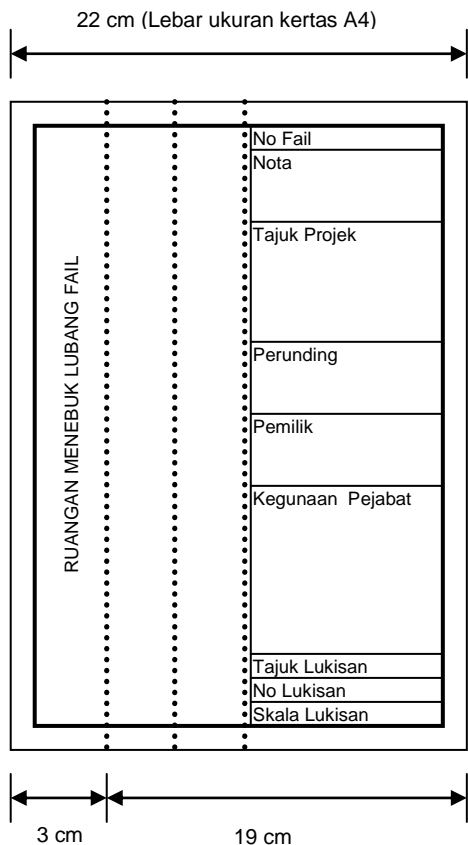 22 cm (Lebar ukuran kertas A4)
RUANGAN MENEBUK LUBANG FAIL
No Fail
Nota
Tajuk Projek
Perunding
Pemilik
Kegunaan Pejabat
Tajuk Lukisan
No Lukisan
Skala Lukisan
3 cm
19 cm